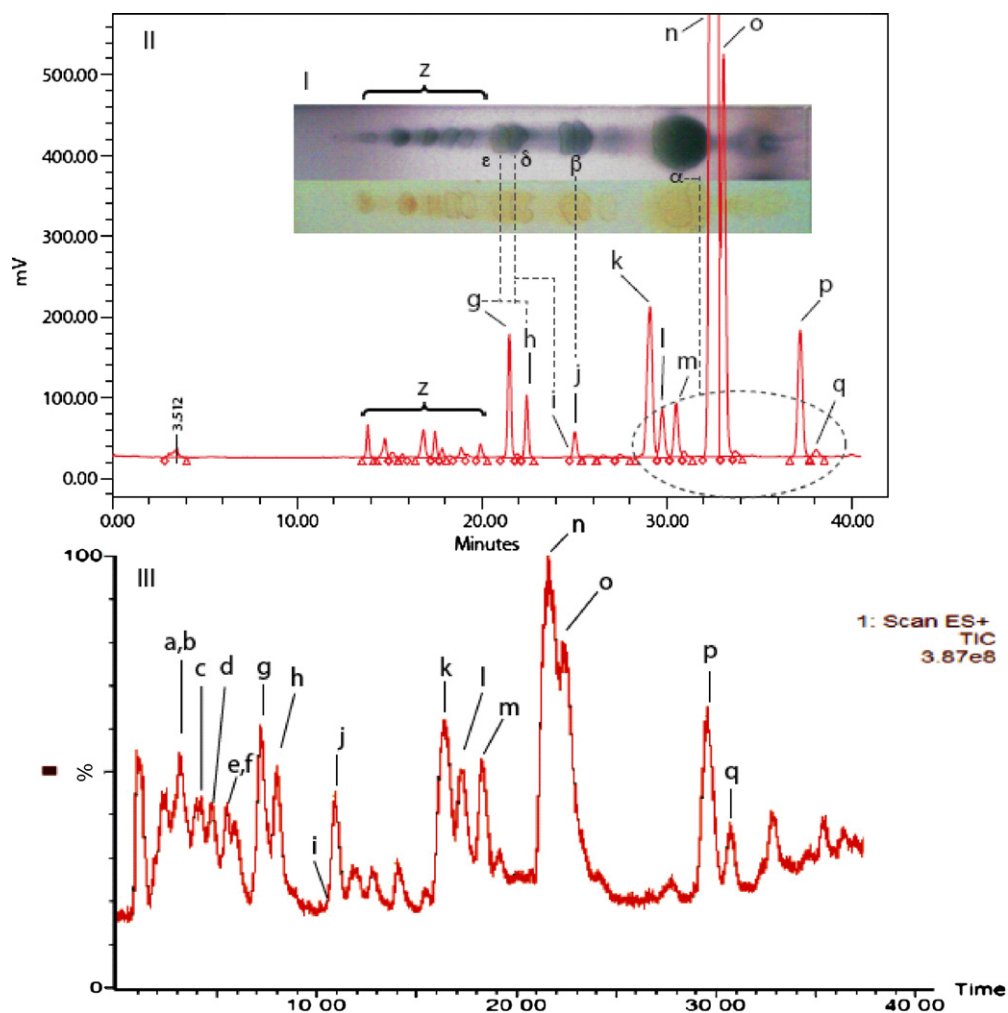 II
n
o
500.00
z
I
400.00
ε
δ
β
α
300.00
mV
k
p
200.00
g
h
l
j
m
q
z
100.00
3.512
0.00
0.00
10.00
20.00
30.00
40.00
Minutes
n
100
III
o
1: Scan ES+
TIC
3.87e8
a,b
c
d
g
h
k
l
m
p
e,f
j
%
q
i
0
10 00
20 00
30 00
40 00
Time